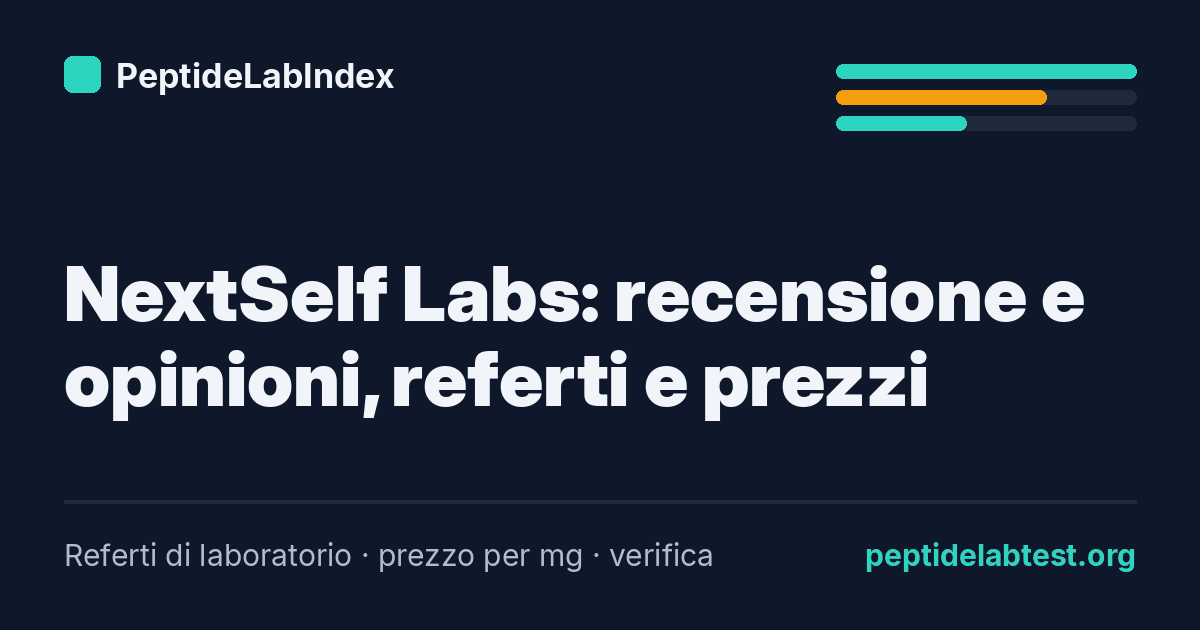 PeptideLabIndex
NextSelf Labs: recensione e
opinioni, referti e prezzi
Referti di laboratorio · prezzo per mg · verifica
peptidelabtest.org